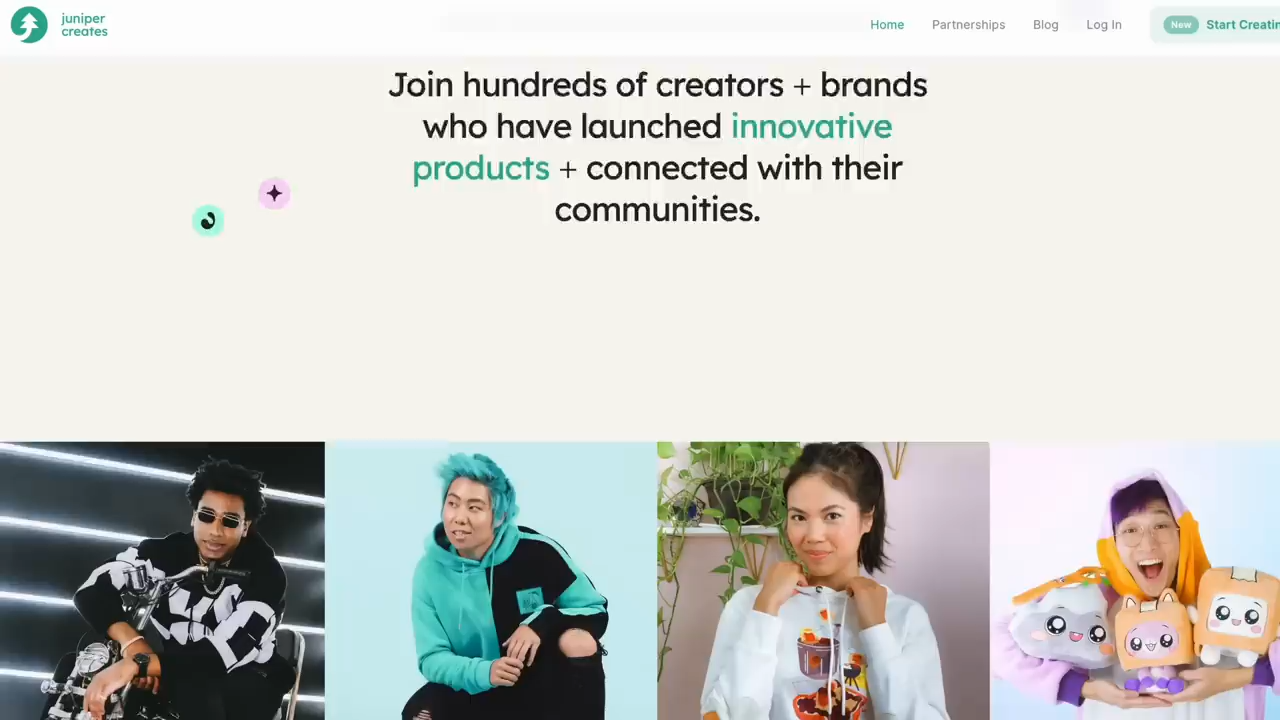 juniper
creates
Home
Partnerships
Blog
Log In
New
Start Creatin
Join hundreds of creators + brands
who have launched innovative
products + connected with their
communities.